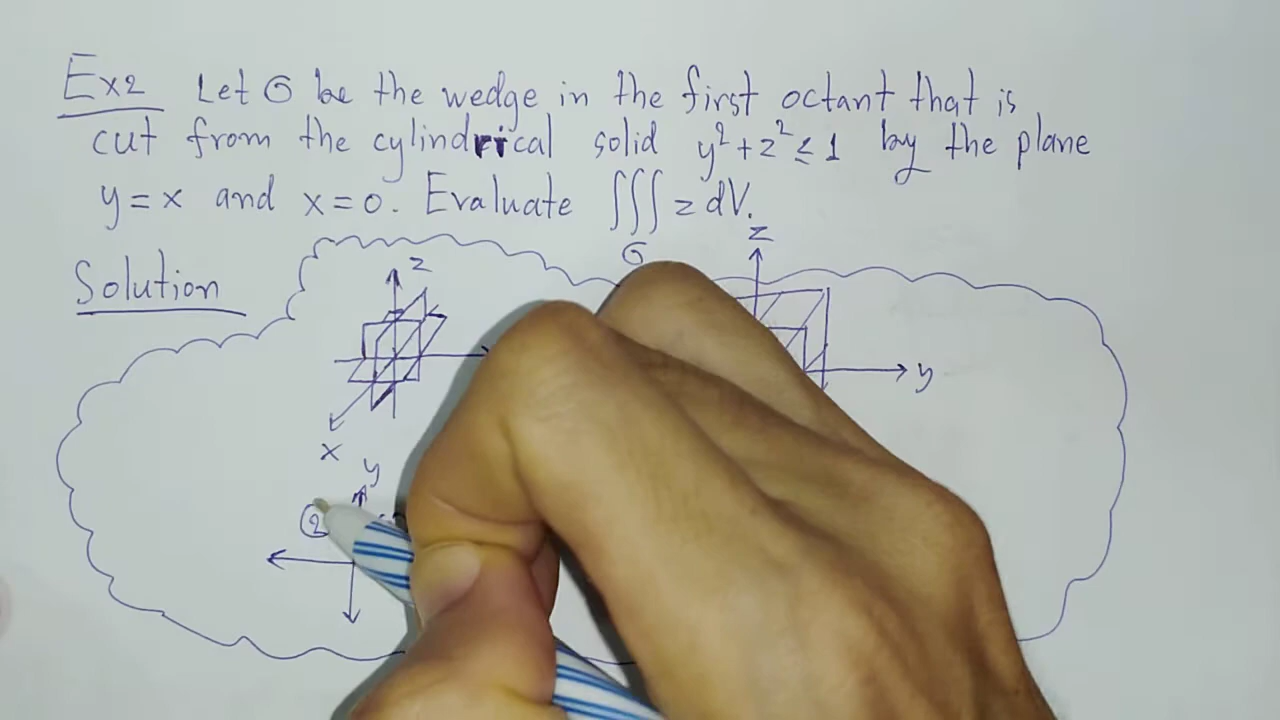 Ex2 Let G be the wedge in the first octant that is
cut from the cylindrical solid y²+z²≤1 by the plane
y=x and x=0. Evaluate ∭ z dV.
G
Solution
z
z
y
x
y
②